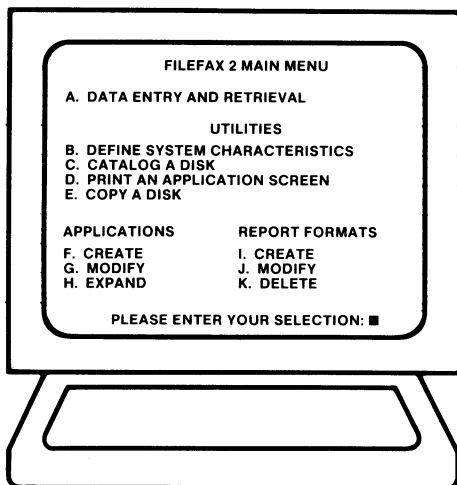 FILEFAX 2 MAIN MENU
A. DATA ENTRY AND RETRIEVAL
UTILITIES
B. DEFINE SYSTEM CHARACTERISTICS
C. CATALOG A DISK
D. PRINT AN APPLICATION SCREEN
E. COPY A DISK
APPLICATIONS
F. CREATE
G. MODIFY
H. EXPAND
REPORT FORMATS
I. CREATE
J. MODIFY
K. DELETE
PLEASE ENTER YOUR SELECTION: ■